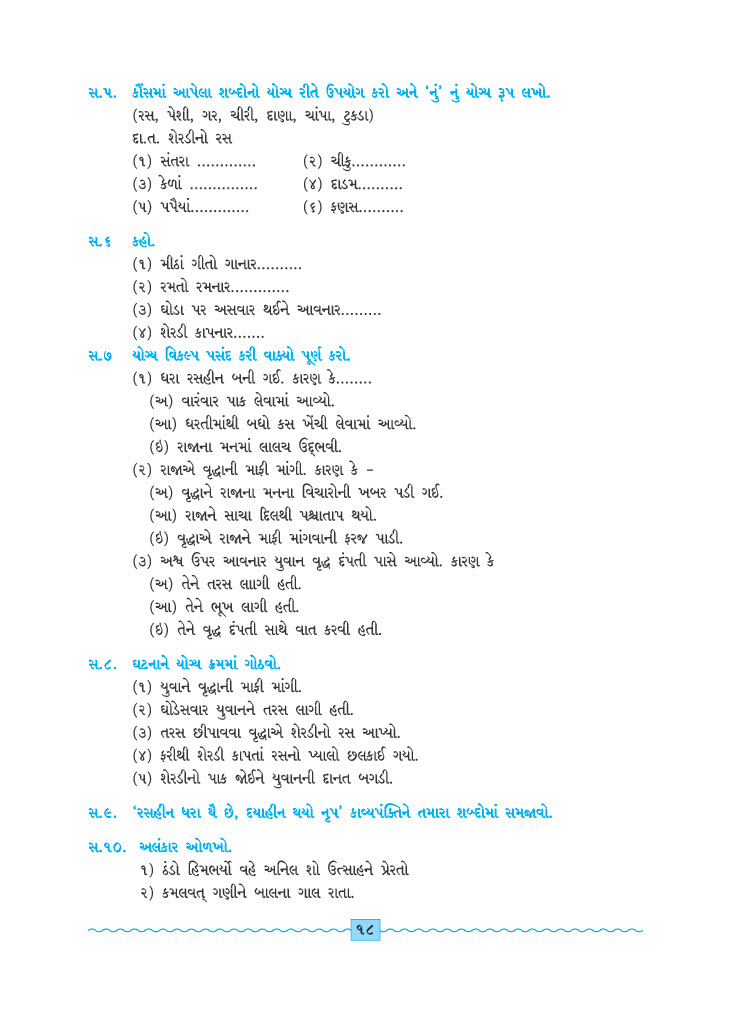 સ.૫. કૌંસમાં આપેલા શબ્દોનો યોગ્ય રીતે ઉપયોગ કરો અને ‘નું’ નું યોગ્ય રૂપ લખો.
(રસ, પેશી, ગર, ચીરી, દાણા, ચાંપા, ટુકડા)
દા.ત. શેરડીનો રસ
(૧) સંતરા ............. (૨) ચીકુ............
(૩) કેળાં ............... (૪) દાડમ..........
(૫) પપૈયાં............. (૬) ફણસ..........
સ.૬ કહો.
(૧) મીઠાં ગીતો ગાનાર..........
(૨) રમતો રમનાર.............
(૩) ઘોડા પર અસવાર થઈને આવનાર.........
(૪) શેરડી કાપનાર.......
સ.૭ યોગ્ય વિકલ્પ પસંદ કરી વાક્યો પૂર્ણ કરો.
(૧) ધરા રસહીન બની ગઈ. કારણ કે........
(અ) વારંવાર પાક લેવામાં આવ્યો.
(આ) ધરતીમાંથી બધો કસ ખેંચી લેવામાં આવ્યો.
(ઇ) રાજાના મનમાં લાલચ ઉદ્‌ભવી.
(૨) રાજાએ વૃદ્ધાની માફી માંગી. કારણ કે –
(અ) વૃદ્ધાને રાજાના મનના વિચારોની ખબર પડી ગઈ.
(આ) રાજાને સાચા દિલથી પશ્ચાતાપ થયો.
(ઇ) વૃદ્ધાએ રાજાને માફી માંગવાની ફરજ પાડી.
(૩) અશ્વ ઉપર આવનાર યુવાન વૃદ્ધ દંપતી પાસે આવ્યો. કારણ કે
(અ) તેને તરસ લાાગી હતી.
(આ) તેને ભૂખ લાગી હતી.
(ઇ) તેને વૃદ્ધ દંપતી સાથે વાત કરવી હતી.
સ.૮. ઘટનાને યોગ્ય ક્રમમાં ગોઠવો.
(૧) યુવાને વૃદ્ધાની માફી માંગી.
(૨) ઘોડેસવાર યુવાનને તરસ લાગી હતી.
(૩) તરસ છીપાવવા વૃદ્ધાએ શેરડીનો રસ આપ્યો.
(૪) ફરીથી શેરડી કાપતાં રસનો પ્યાલો છલકાઈ ગયો.
(૫) શેરડીનો પાક જોઈને યુવાનની દાનત બગડી.
સ.૯. ‘રસહીન ધરા થૈ છે, દયાહીન થયો નૃપ’ કાવ્યપંક્તિને તમારા શબ્દોમાં સમજાવો.
સ.૧૦. અલંકાર ઓળખો.
૧) ઠંડો હિમભર્યો વહે અનિલ શો ઉત્સાહને પ્રેરતો
૨) કમલવત્ ગણીને બાલના ગાલ રાતા.
૧૮